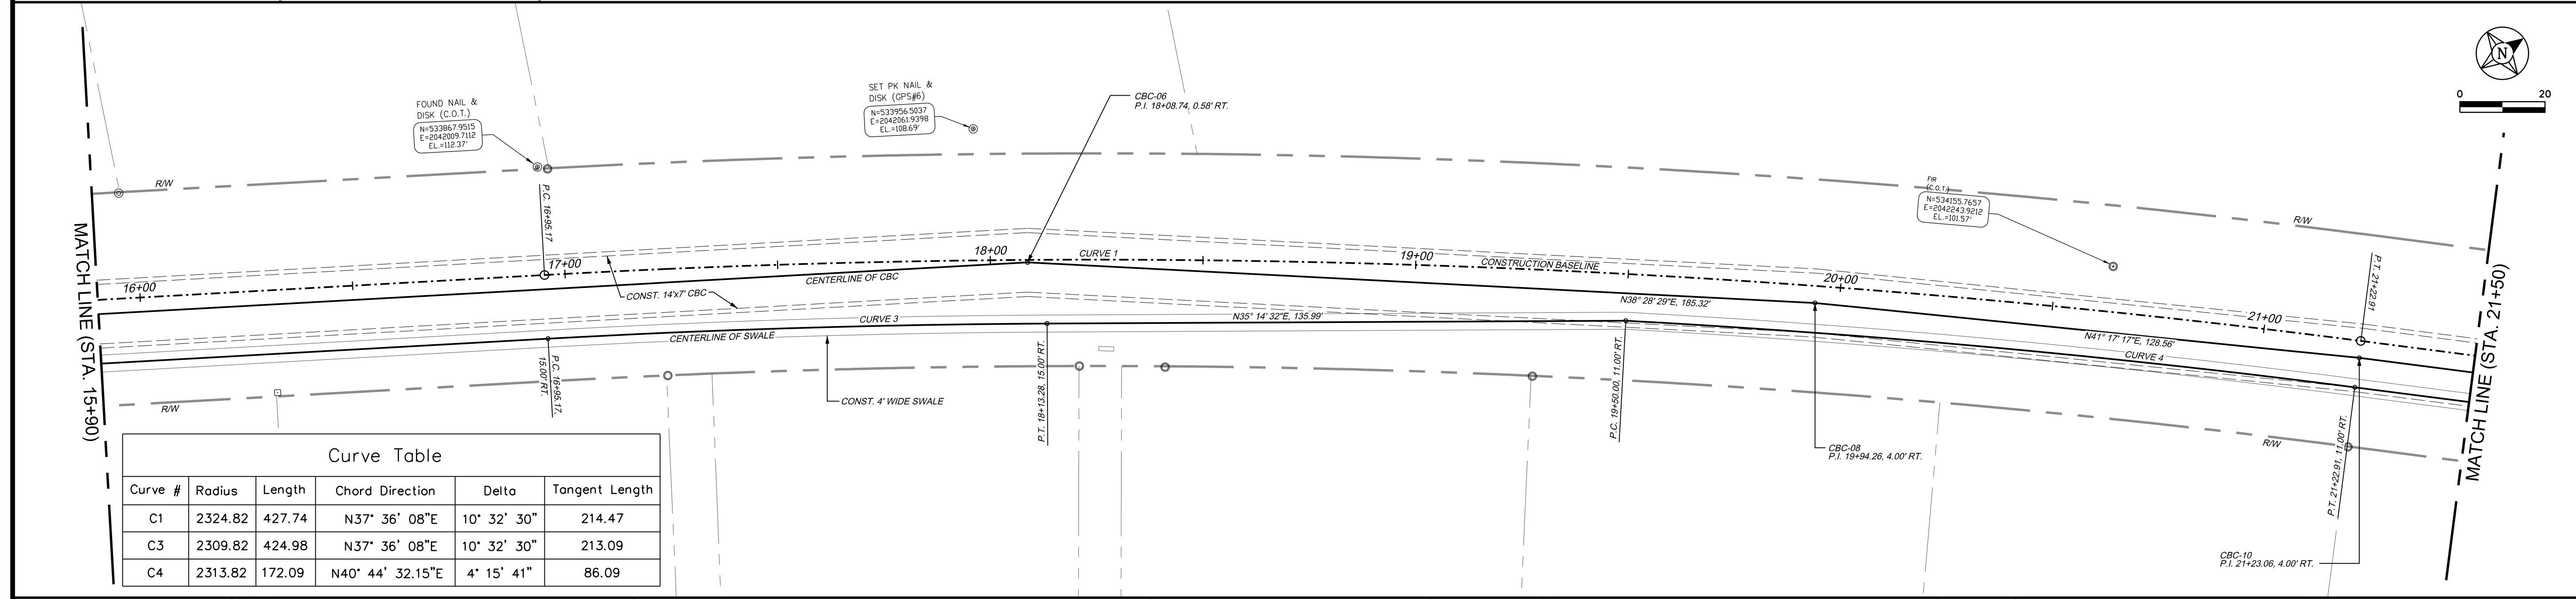 FOUND NAIL &
DISK (C.O.T.)
N=533867.9515
E=2042009.7112
EL.=112.37'
SET PK NAIL &
DISK (GPS#6)
N=533956.5037
E=2042061.9398
EL.=108.69'
CBC-06
P.I. 18+08.74, 0.58' RT.
N
0 20
FIR
(C.O.T.)
N=534155.7657
E=2042243.9212
EL.=101.57'
R/W
R/W
MATCH LINE (STA. 15+90)
P.C. 16+95.17
16+00
17+00
18+00
CURVE 1
19+00
CONSTRUCTION BASELINE
20+00
21+00
P.T. 21+22.91
MATCH LINE (STA. 21+50)
CONST. 14'x7' CBC
CENTERLINE OF CBC
N38° 28' 29"E, 185.32'
N41° 17' 17"E, 128.56'
CURVE 3
N35° 14' 32"E, 135.99'
CENTERLINE OF SWALE
CURVE 4
P.C. 16+95.17,
15.00' RT.
P.T. 18+13.28, 15.00' RT.
P.C. 19+50.00, 11.00' RT.
P.T. 21+22.91, 11.00' RT.
R/W
CONST. 4' WIDE SWALE
R/W
CBC-08
P.I. 19+94.26, 4.00' RT.
CBC-10
P.I. 21+23.06, 4.00' RT.
Curve Table
Curve # Radius Length Chord Direction Delta Tangent Length
C1 2324.82 427.74 N37° 36' 08"E 10° 32' 30" 214.47
C3 2309.82 424.98 N37° 36' 08"E 10° 32' 30" 213.09
C4 2313.82 172.09 N40° 44' 32.15"E 4° 15' 41" 86.09